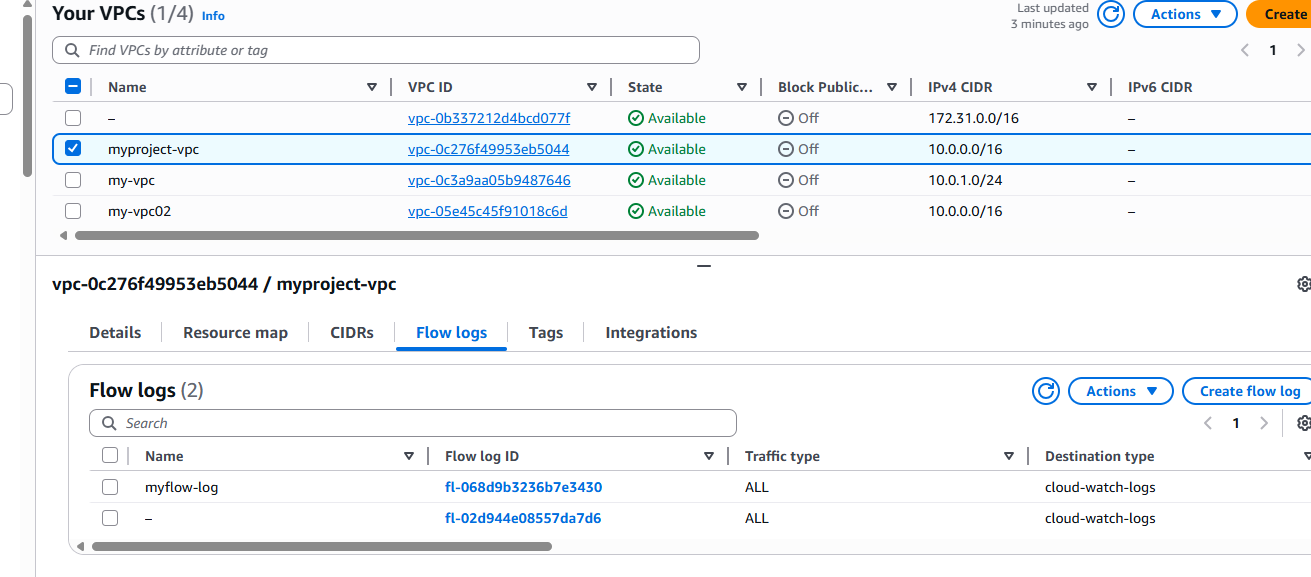 Your VPCs (1/4) Info
Last updated
3 minutes ago
Actions
Create
Find VPCs by attribute or tag
1
Name VPC ID State Block Public... IPv4 CIDR IPv6 CIDR
– vpc-0b337212d4bcd077f Available Off 172.31.0.0/16 –
myproject-vpc vpc-0c276f49953eb5044 Available Off 10.0.0.0/16 –
my-vpc vpc-0c3a9aa05b9487646 Available Off 10.0.1.0/24 –
my-vpc02 vpc-05e45c45f91018c6d Available Off 10.0.0.0/16 –
vpc-0c276f49953eb5044 / myproject-vpc
Details Resource map CIDRs Flow logs Tags Integrations
Flow logs (2)
Actions
Create flow log
Search
1
Name Flow log ID Traffic type Destination type
myflow-log fl-068d9b3236b7e3430 ALL cloud-watch-logs
– fl-02d944e08557da7d6 ALL cloud-watch-logs